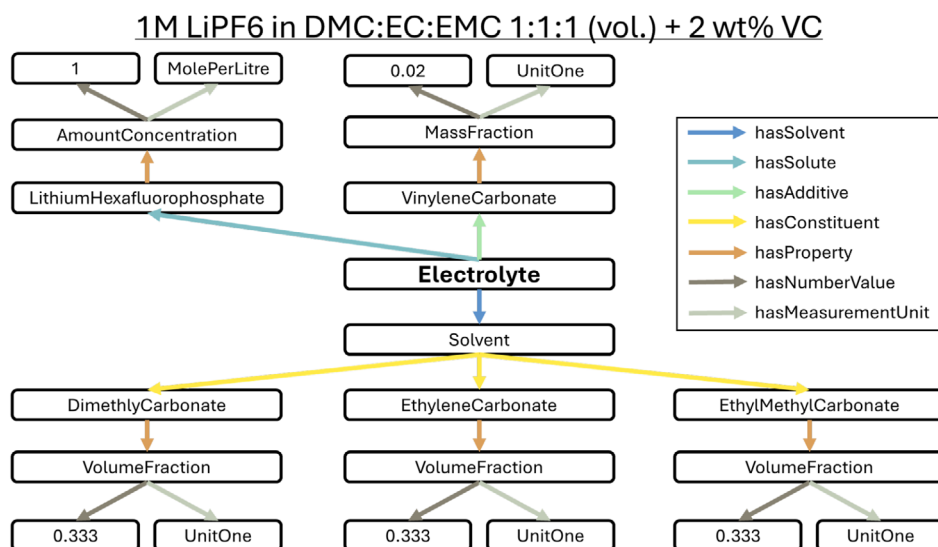 1M LiPF6 in DMC:EC:EMC 1:1:1 (vol.) + 2 wt% VC
1
MolePerLitre
0.02
UnitOne
AmountConcentration
MassFraction
LithiumHexafluorophosphate
VinyleneCarbonate
Electrolyte
Solvent
hasSolvent
hasSolute
hasAdditive
hasConstituent
hasProperty
hasNumberValue
hasMeasurementUnit
DimethlyCarbonate
EthyleneCarbonate
EthylMethylCarbonate
VolumeFraction
VolumeFraction
VolumeFraction
0.333
UnitOne
0.333
UnitOne
0.333
UnitOne